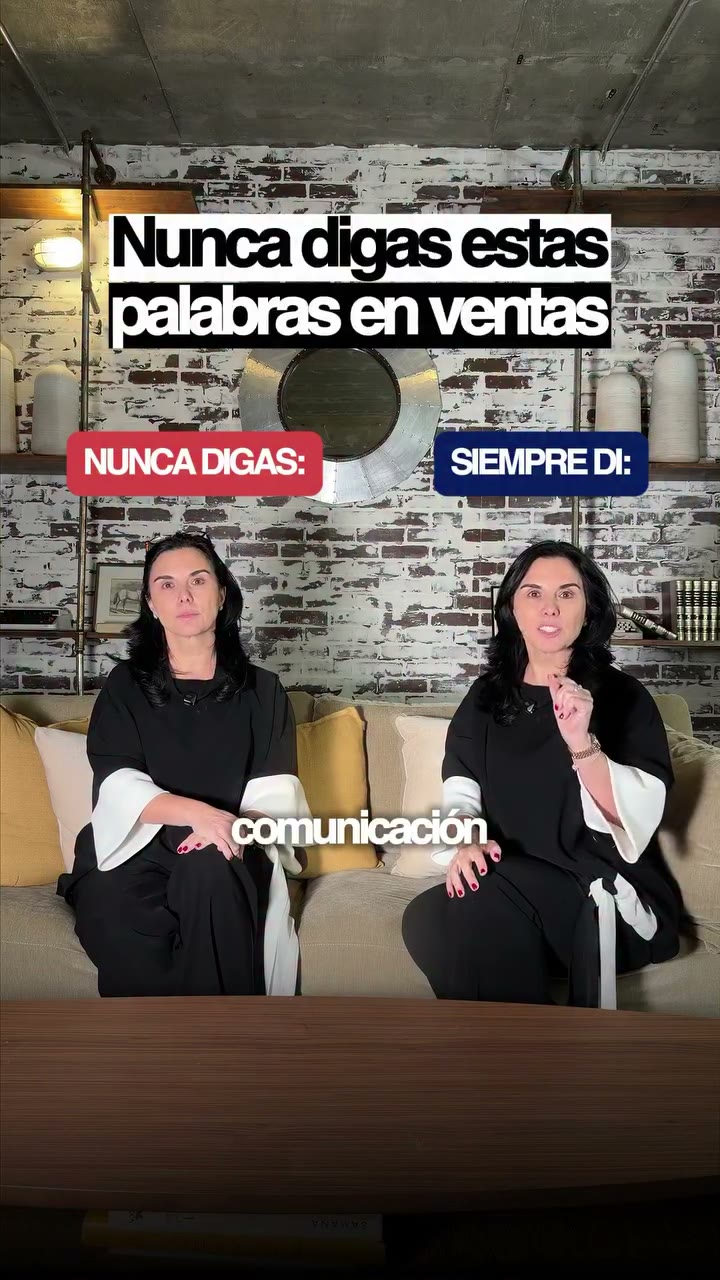 Nunca digas estas
palabras en ventas
NUNCA DIGAS:
SIEMPRE DI:
comunicación